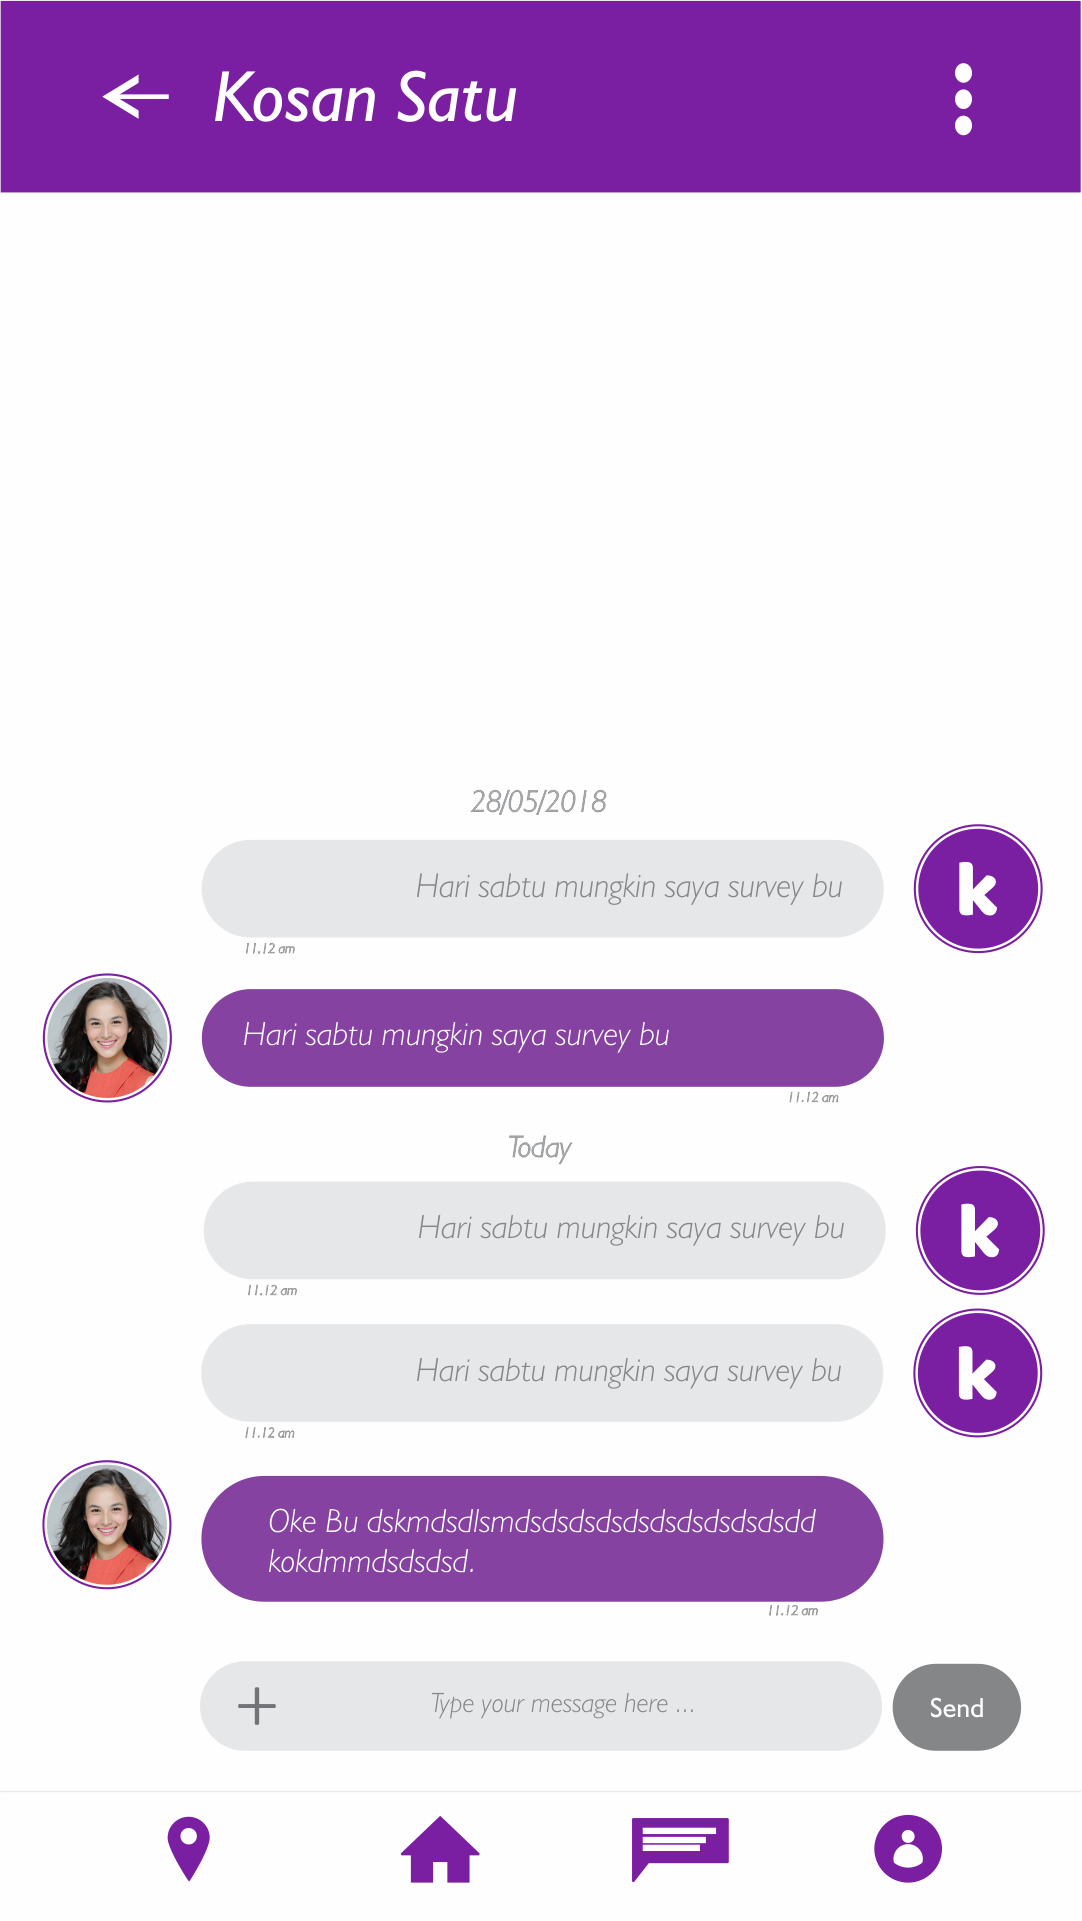 Kosan Satu
28/05/2018
Hari sabtu mungkin saya survey bu
k
11.12 am
Hari sabtu mungkin saya survey bu
11.12 am
Today
Hari sabtu mungkin saya survey bu
k
11.12 am
Hari sabtu mungkin saya survey bu
k
11.12 am
Oke Bu dskmdsdlsmdsdsdsdsdsdsdsdsdsdsdd
kokdmmdsdsdsd.
11.12 am
Type your message here ...
Send